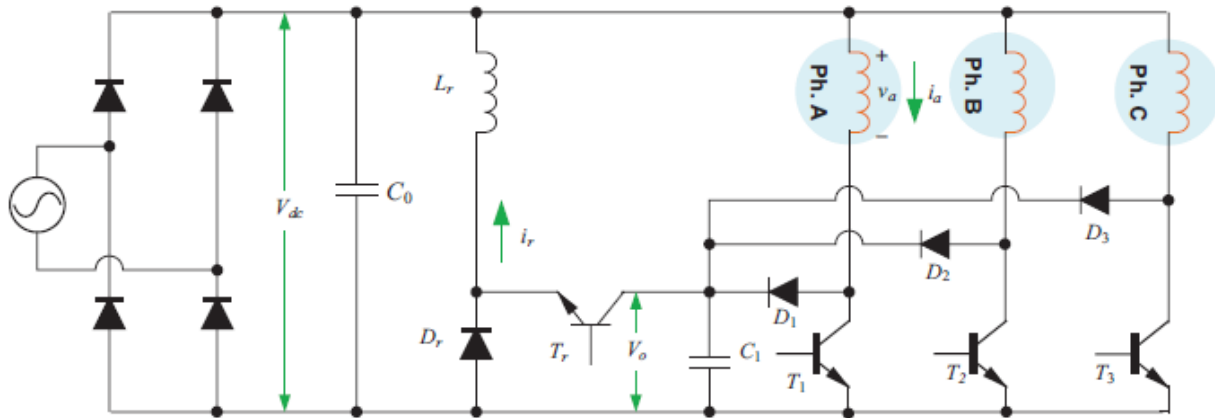 V_dc
C_0
L_r
i_r
D_r
T_r
V_o
C_1
D_1
D_2
D_3
Ph. A
+
v_a
−
i_a
Ph. B
Ph. C
T_1
T_2
T_3